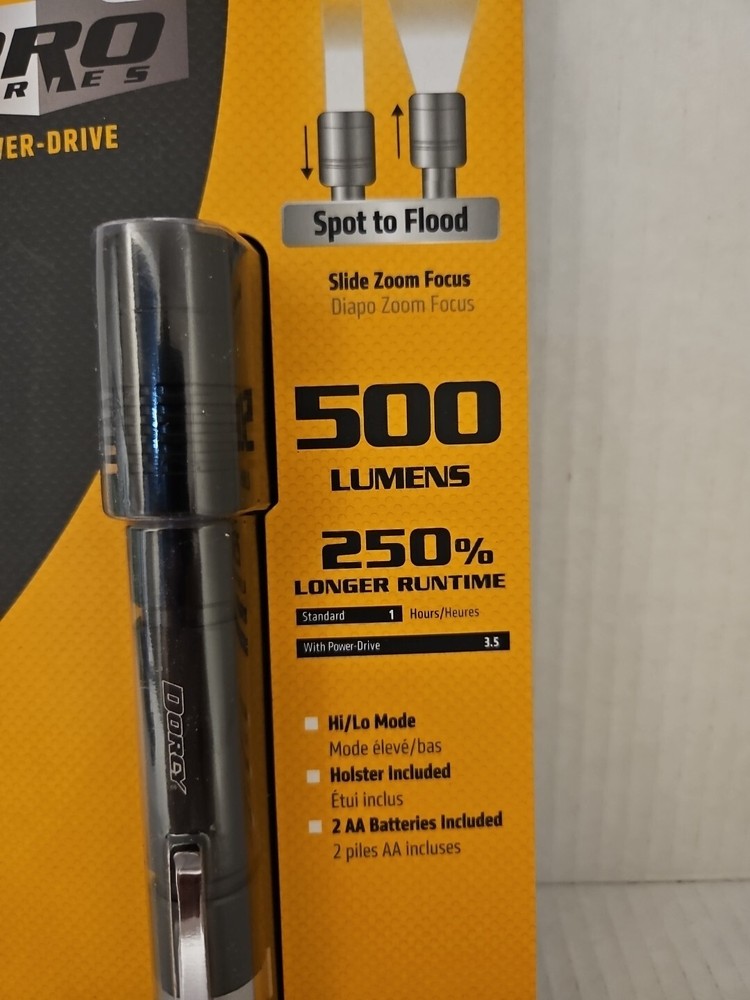 PRO
RIES
ER-DRIVE
Spot to Flood
Slide Zoom Focus
Diapo Zoom Focus
500
LUMENS
250%
LONGER RUNTIME
Standard 1 Hours/Heures
With Power-Drive 3.5
Hi/Lo Mode
Mode élevé/bas
Holster Included
Étui inclus
2 AA Batteries Included
2 piles AA incluses
DORCY